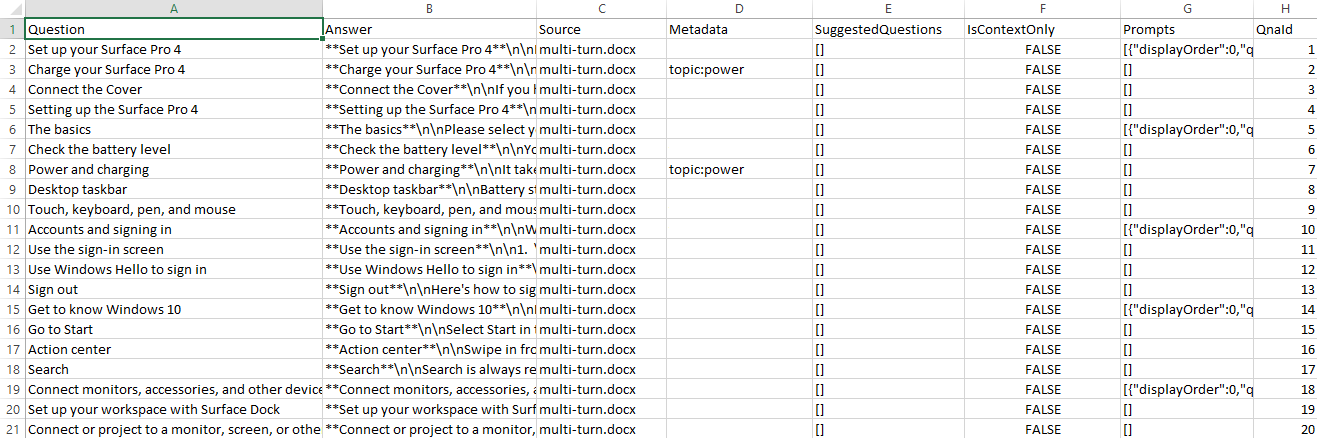 A B C D E F G H
1 Question Answer Source Metadata SuggestedQuestions IsContextOnly Prompts QnaId
2 Set up your Surface Pro 4 **Set up your Surface Pro 4**\n\n multi-turn.docx [] FALSE [{"displayOrder":0,"q 1
3 Charge your Surface Pro 4 **Charge your Surface Pro 4**\n\n multi-turn.docx topic:power [] FALSE [] 2
4 Connect the Cover **Connect the Cover**\n\nIf you multi-turn.docx [] FALSE [] 3
5 Setting up the Surface Pro 4 **Setting up the Surface Pro 4**\n multi-turn.docx [] FALSE [] 4
6 The basics **The basics**\n\nPlease select y multi-turn.docx [] FALSE [{"displayOrder":0,"q 5
7 Check the battery level **Check the battery level**\n\nYo multi-turn.docx [] FALSE [] 6
8 Power and charging **Power and charging**\n\nIt take multi-turn.docx topic:power [] FALSE [] 7
9 Desktop taskbar **Desktop taskbar**\n\nBattery st multi-turn.docx [] FALSE [] 8
10 Touch, keyboard, pen, and mouse **Touch, keyboard, pen, and mous multi-turn.docx [] FALSE [] 9
11 Accounts and signing in **Accounts and signing in**\n\nW multi-turn.docx [] FALSE [{"displayOrder":0,"q 10
12 Use the sign-in screen **Use the sign-in screen**\n\n1. multi-turn.docx [] FALSE [] 11
13 Use Windows Hello to sign in **Use Windows Hello to sign in**\ multi-turn.docx [] FALSE [] 12
14 Sign out **Sign out**\n\nHere's how to sig multi-turn.docx [] FALSE [] 13
15 Get to know Windows 10 **Get to know Windows 10**\n\n multi-turn.docx [] FALSE [{"displayOrder":0,"q 14
16 Go to Start **Go to Start**\n\nSelect Start in multi-turn.docx [] FALSE [] 15
17 Action center **Action center**\n\nSwipe in fro multi-turn.docx [] FALSE [] 16
18 Search **Search**\n\nSearch is always re multi-turn.docx [] FALSE [] 17
19 Connect monitors, accessories, and other device **Connect monitors, accessories, multi-turn.docx [] FALSE [{"displayOrder":0,"q 18
20 Set up your workspace with Surface Dock **Set up your workspace with Surf multi-turn.docx [] FALSE [] 19
21 Connect or project to a monitor, screen, or othe **Connect or project to a monitor, multi-turn.docx [] FALSE [] 20